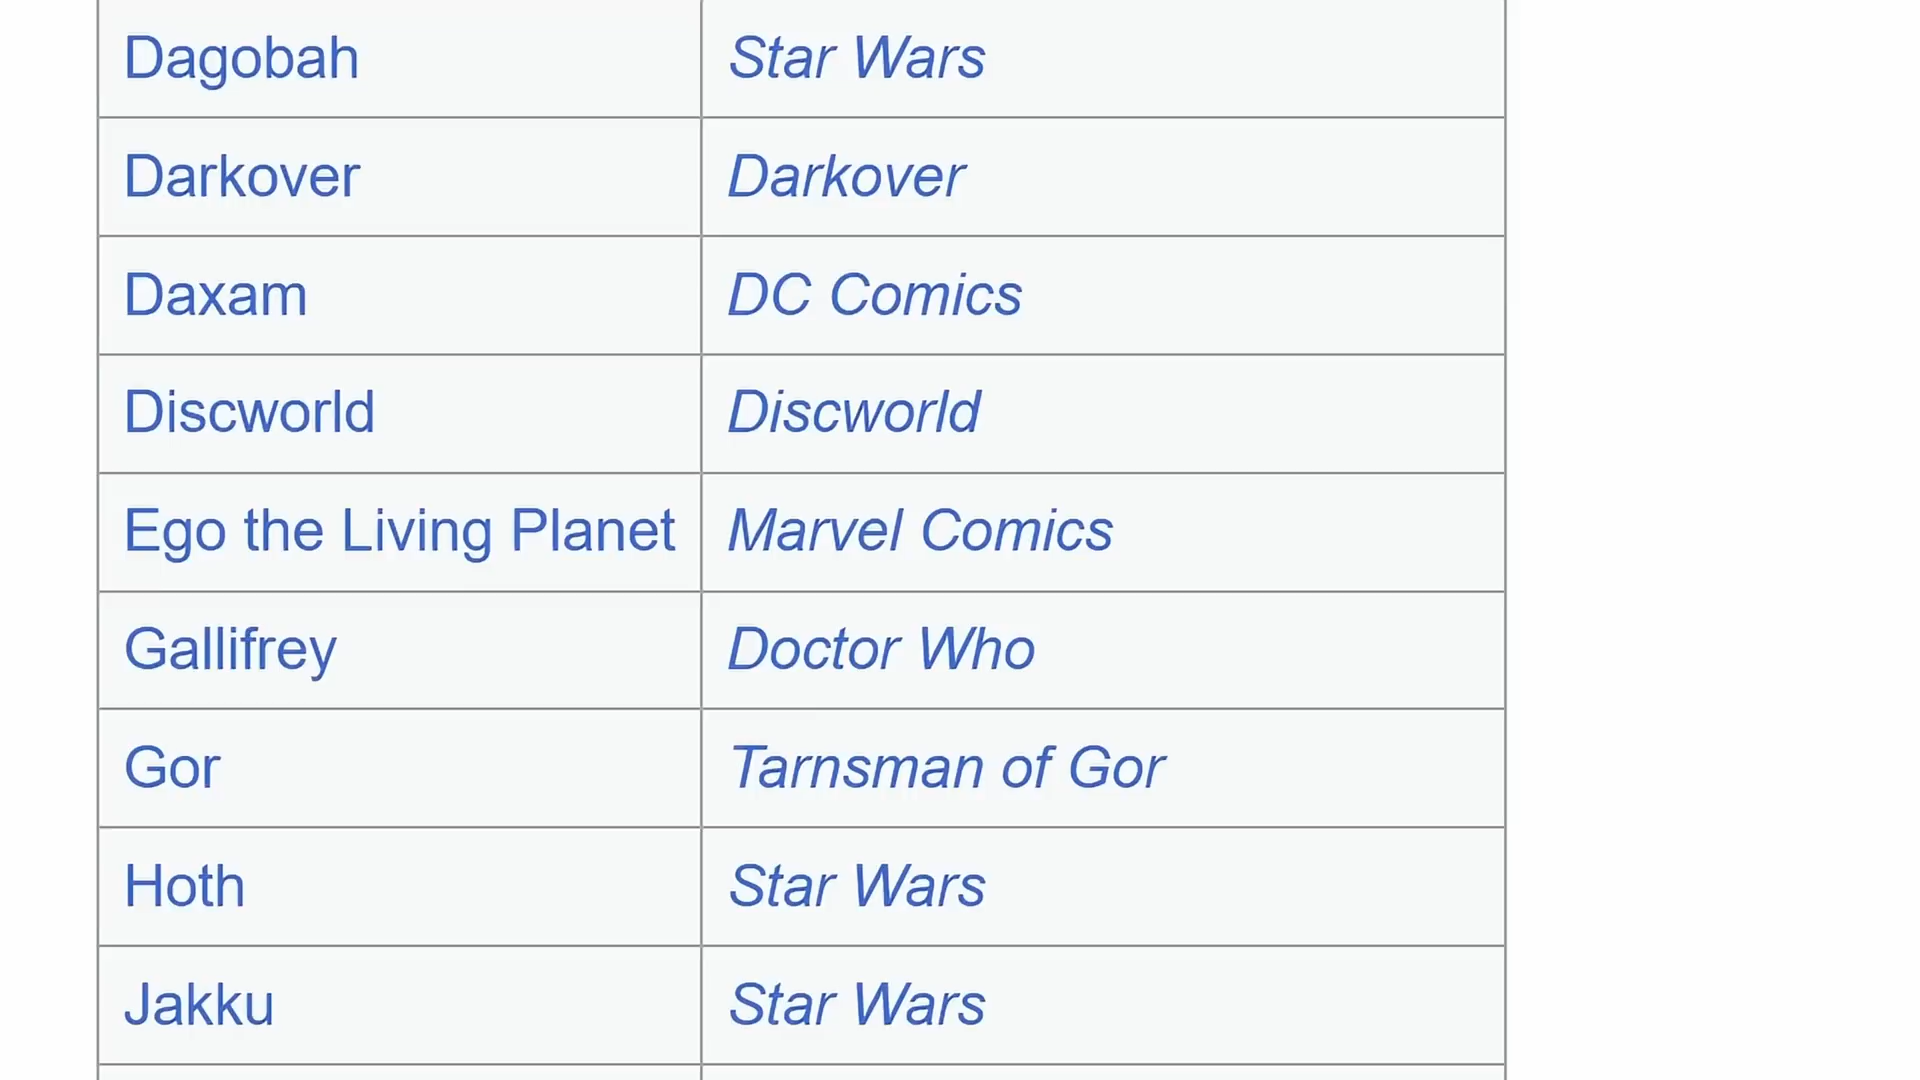 Dagobah Star Wars
Darkover Darkover
Daxam DC Comics
Discworld Discworld
Ego the Living Planet Marvel Comics
Gallifrey Doctor Who
Gor Tarnsman of Gor
Hoth Star Wars
Jakku Star Wars